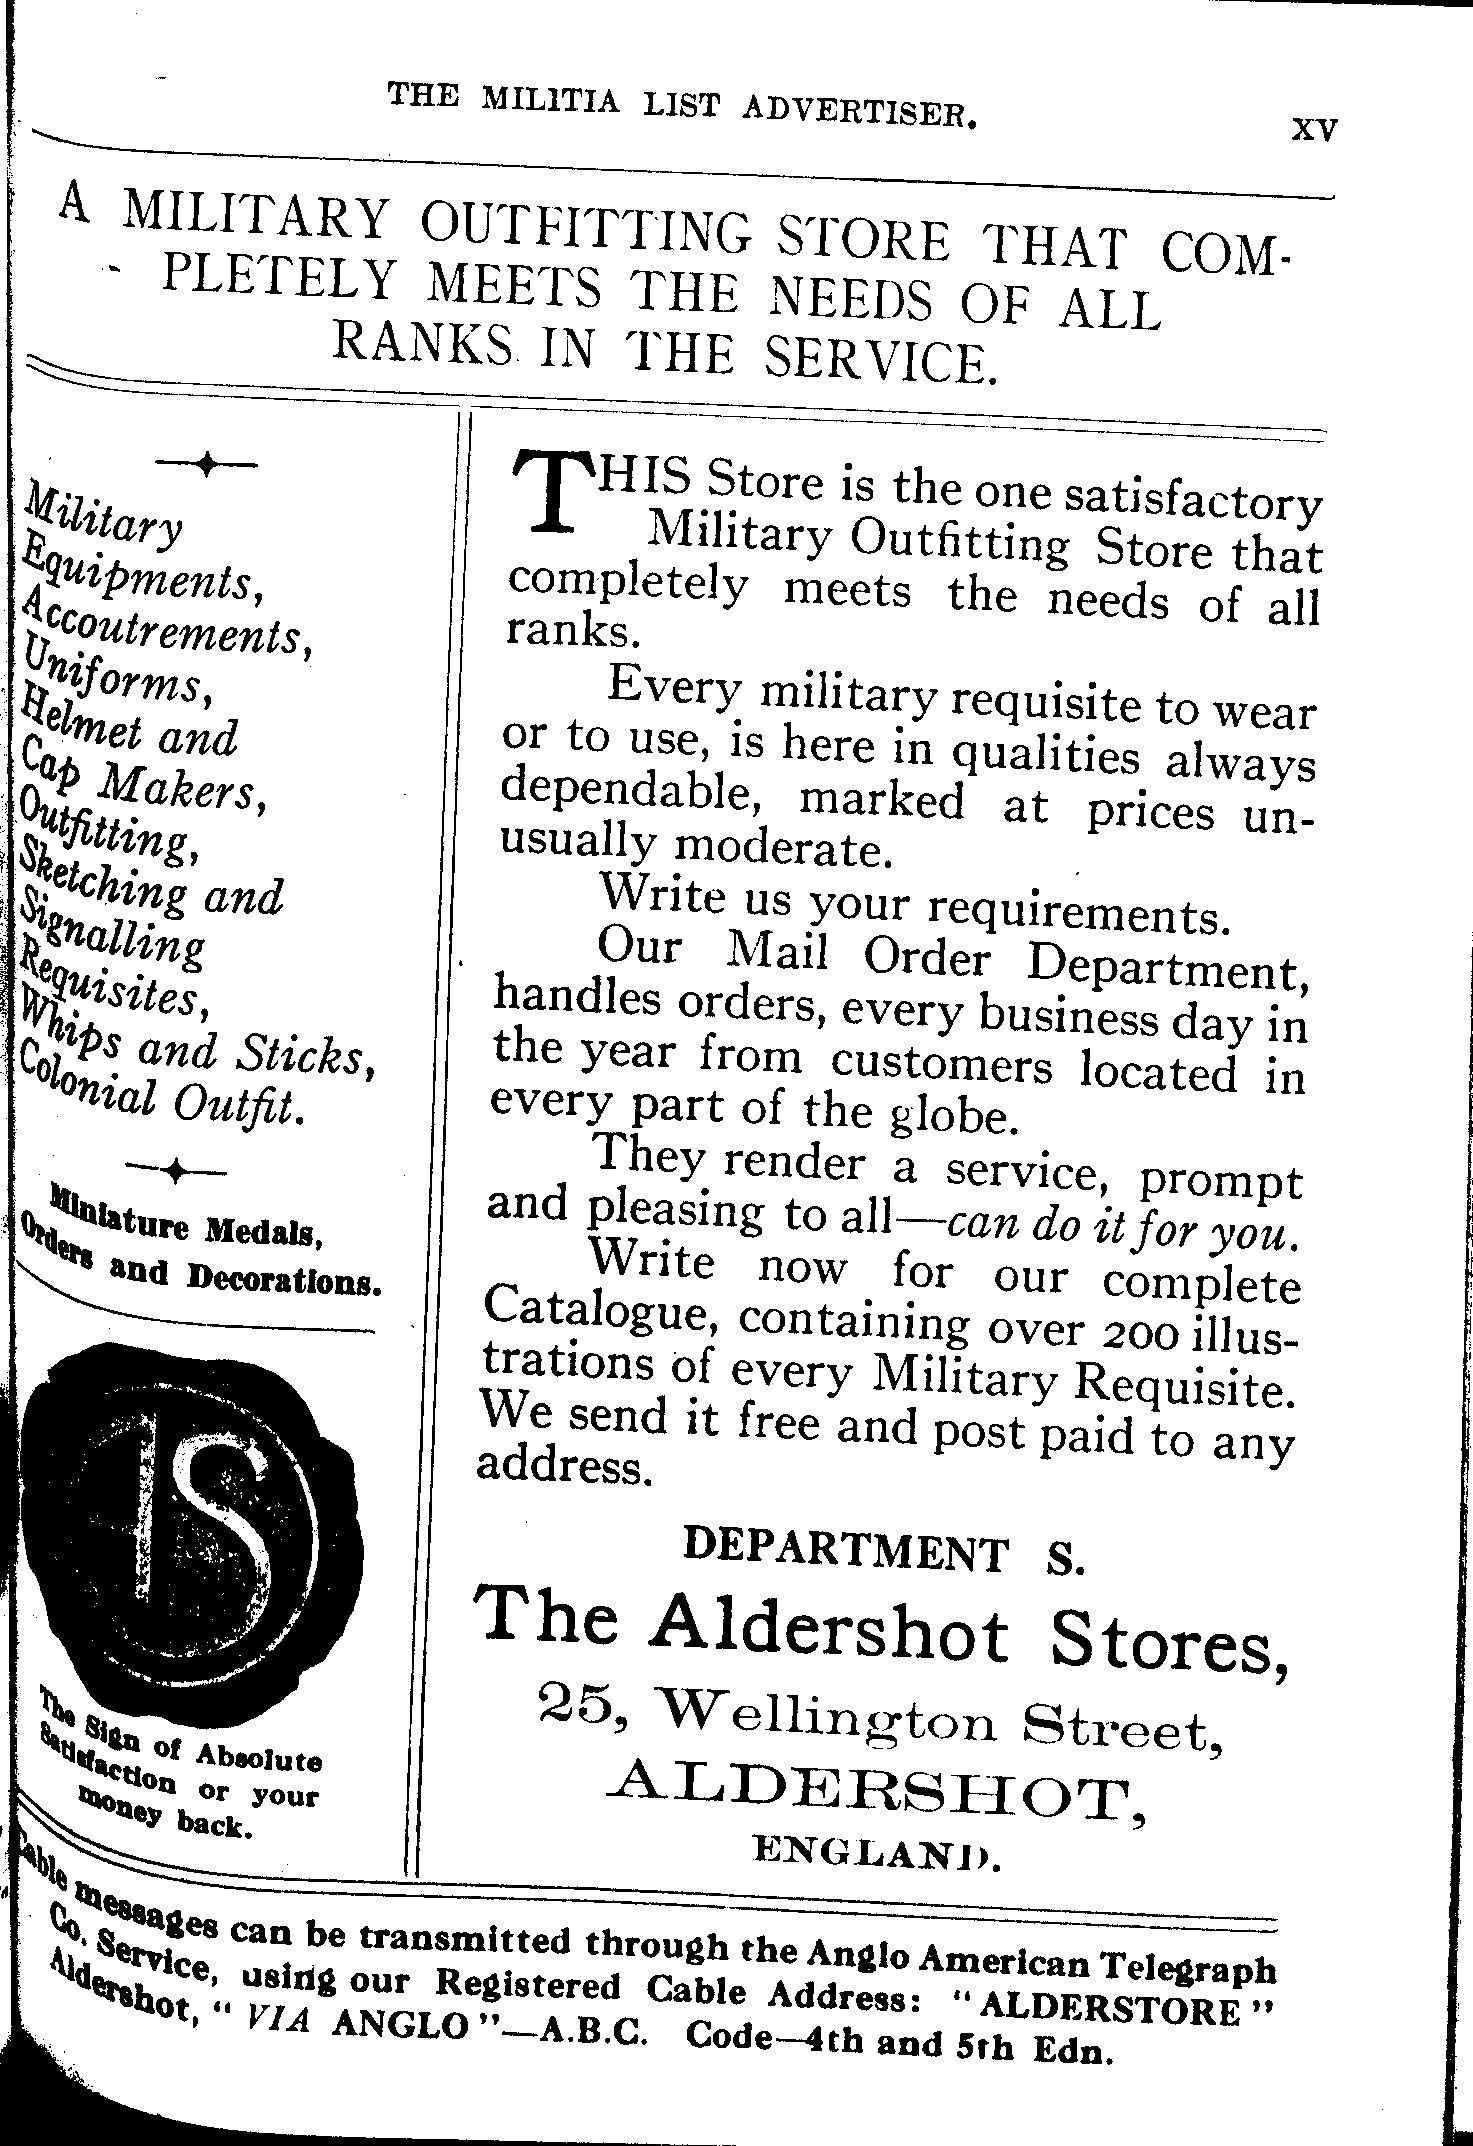 THE MILITIA LIST ADVERTISER.
XV
A MILITARY OUTFITTING STORE THAT COM-
PLETELY MEETS THE NEEDS OF ALL
RANKS IN THE SERVICE.
Military
Equipments,
Accoutrements,
Uniforms,
Helmet and
Cap Makers,
Outfitting,
Sketching and
Signalling
Requisites,
Whips and Sticks,
Colonial Outfit.
Miniature Medals,
Orders and Decorations.
1S
The Sign of Absolute
Satisfaction or your
money back.
THIS Store is the one satisfactory
Military Outfitting Store that
completely meets the needs of all
ranks.
Every military requisite to wear
or to use, is here in qualities always
dependable, marked at prices un-
usually moderate.
Write us your requirements.
Our Mail Order Department,
handles orders, every business day in
the year from customers located in
every part of the globe.
They render a service, prompt
and pleasing to all—can do it for you.
Write now for our complete
Catalogue, containing over 200 illus-
trations of every Military Requisite.
We send it free and post paid to any
address.
DEPARTMENT S.
The Aldershot Stores,
25, Wellington Street,
ALDERSHOT,
ENGLAND.
Cable messages can be transmitted through the Anglo American Telegraph
Co. Service, using our Registered Cable Address: "ALDERSTORE"
Aldershot, "VIA ANGLO"—A.B.C. Code—4th and 5th Edn.